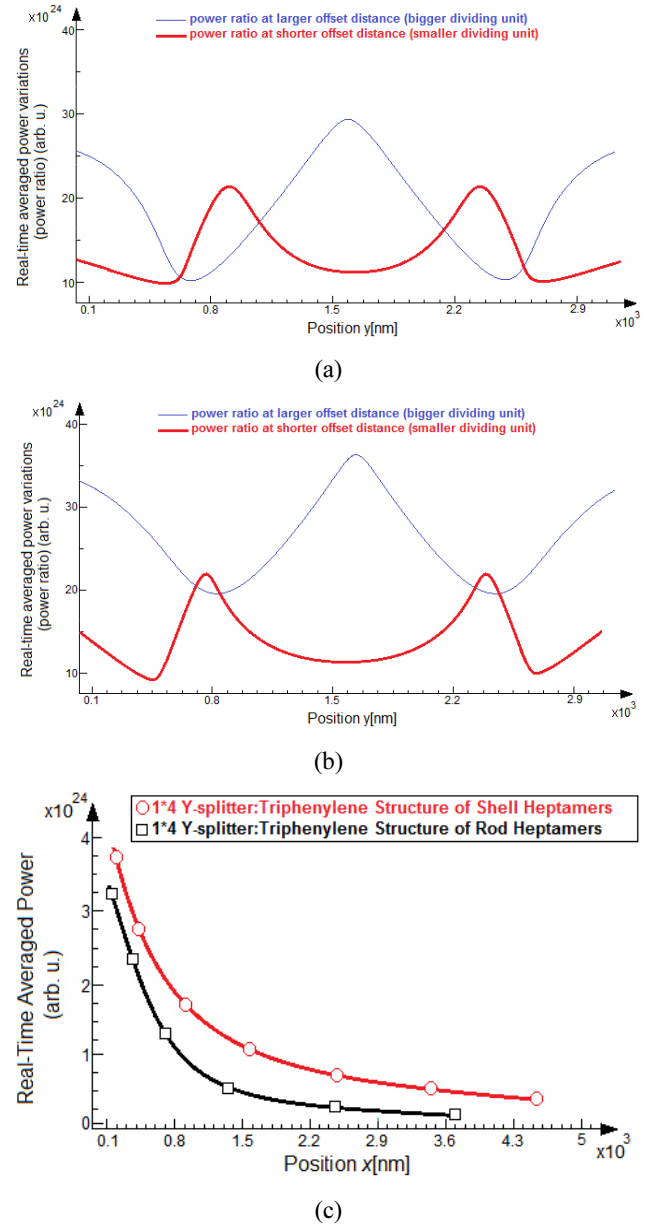 x10^24
power ratio at larger offset distance (bigger dividing unit)
power ratio at shorter offset distance (smaller dividing unit)
Real-time averaged power variations
(power ratio) (arb. u.)
40
30
20
10
0.1 0.8 1.5 2.2 2.9
x10^3
Position y[nm]
(a)
x10^24
power ratio at larger offset distance (bigger dividing unit)
power ratio at shorter offset distance (smaller dividing unit)
Real-time averaged power variations
(power ratio) (arb. u.)
40
30
20
10
0.1 0.8 1.5 2.2 2.9
x10^3
Position y[nm]
(b)
x10^24
1*4 Y-splitter:Triphenylene Structure of Shell Heptamers
1*4 Y-splitter:Triphenylene Structure of Rod Heptamers
Real-Time Averaged Power
(arb. u.)
4
3
2
1
0
0.1 0.8 1.5 2.2 2.9 3.6 4.3 5
x10^3
Position x[nm]
(c)